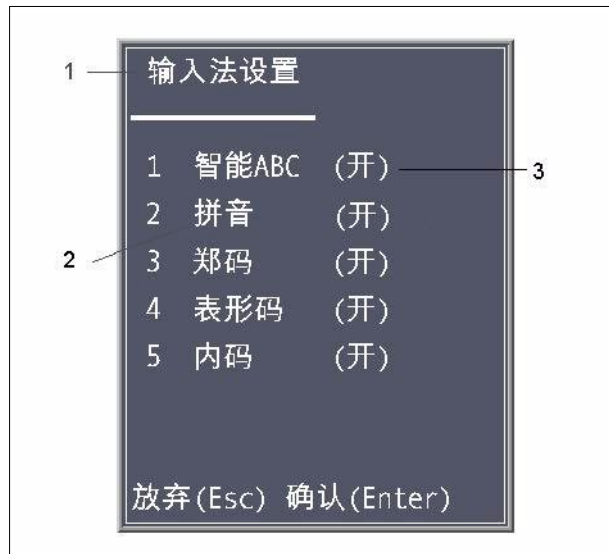 1 输入法设置
1 智能ABC (开) 3
2 拼音 (开)
2
3 郑码 (开)
4 表形码 (开)
5 内码 (开)
放弃(Esc) 确认(Enter)